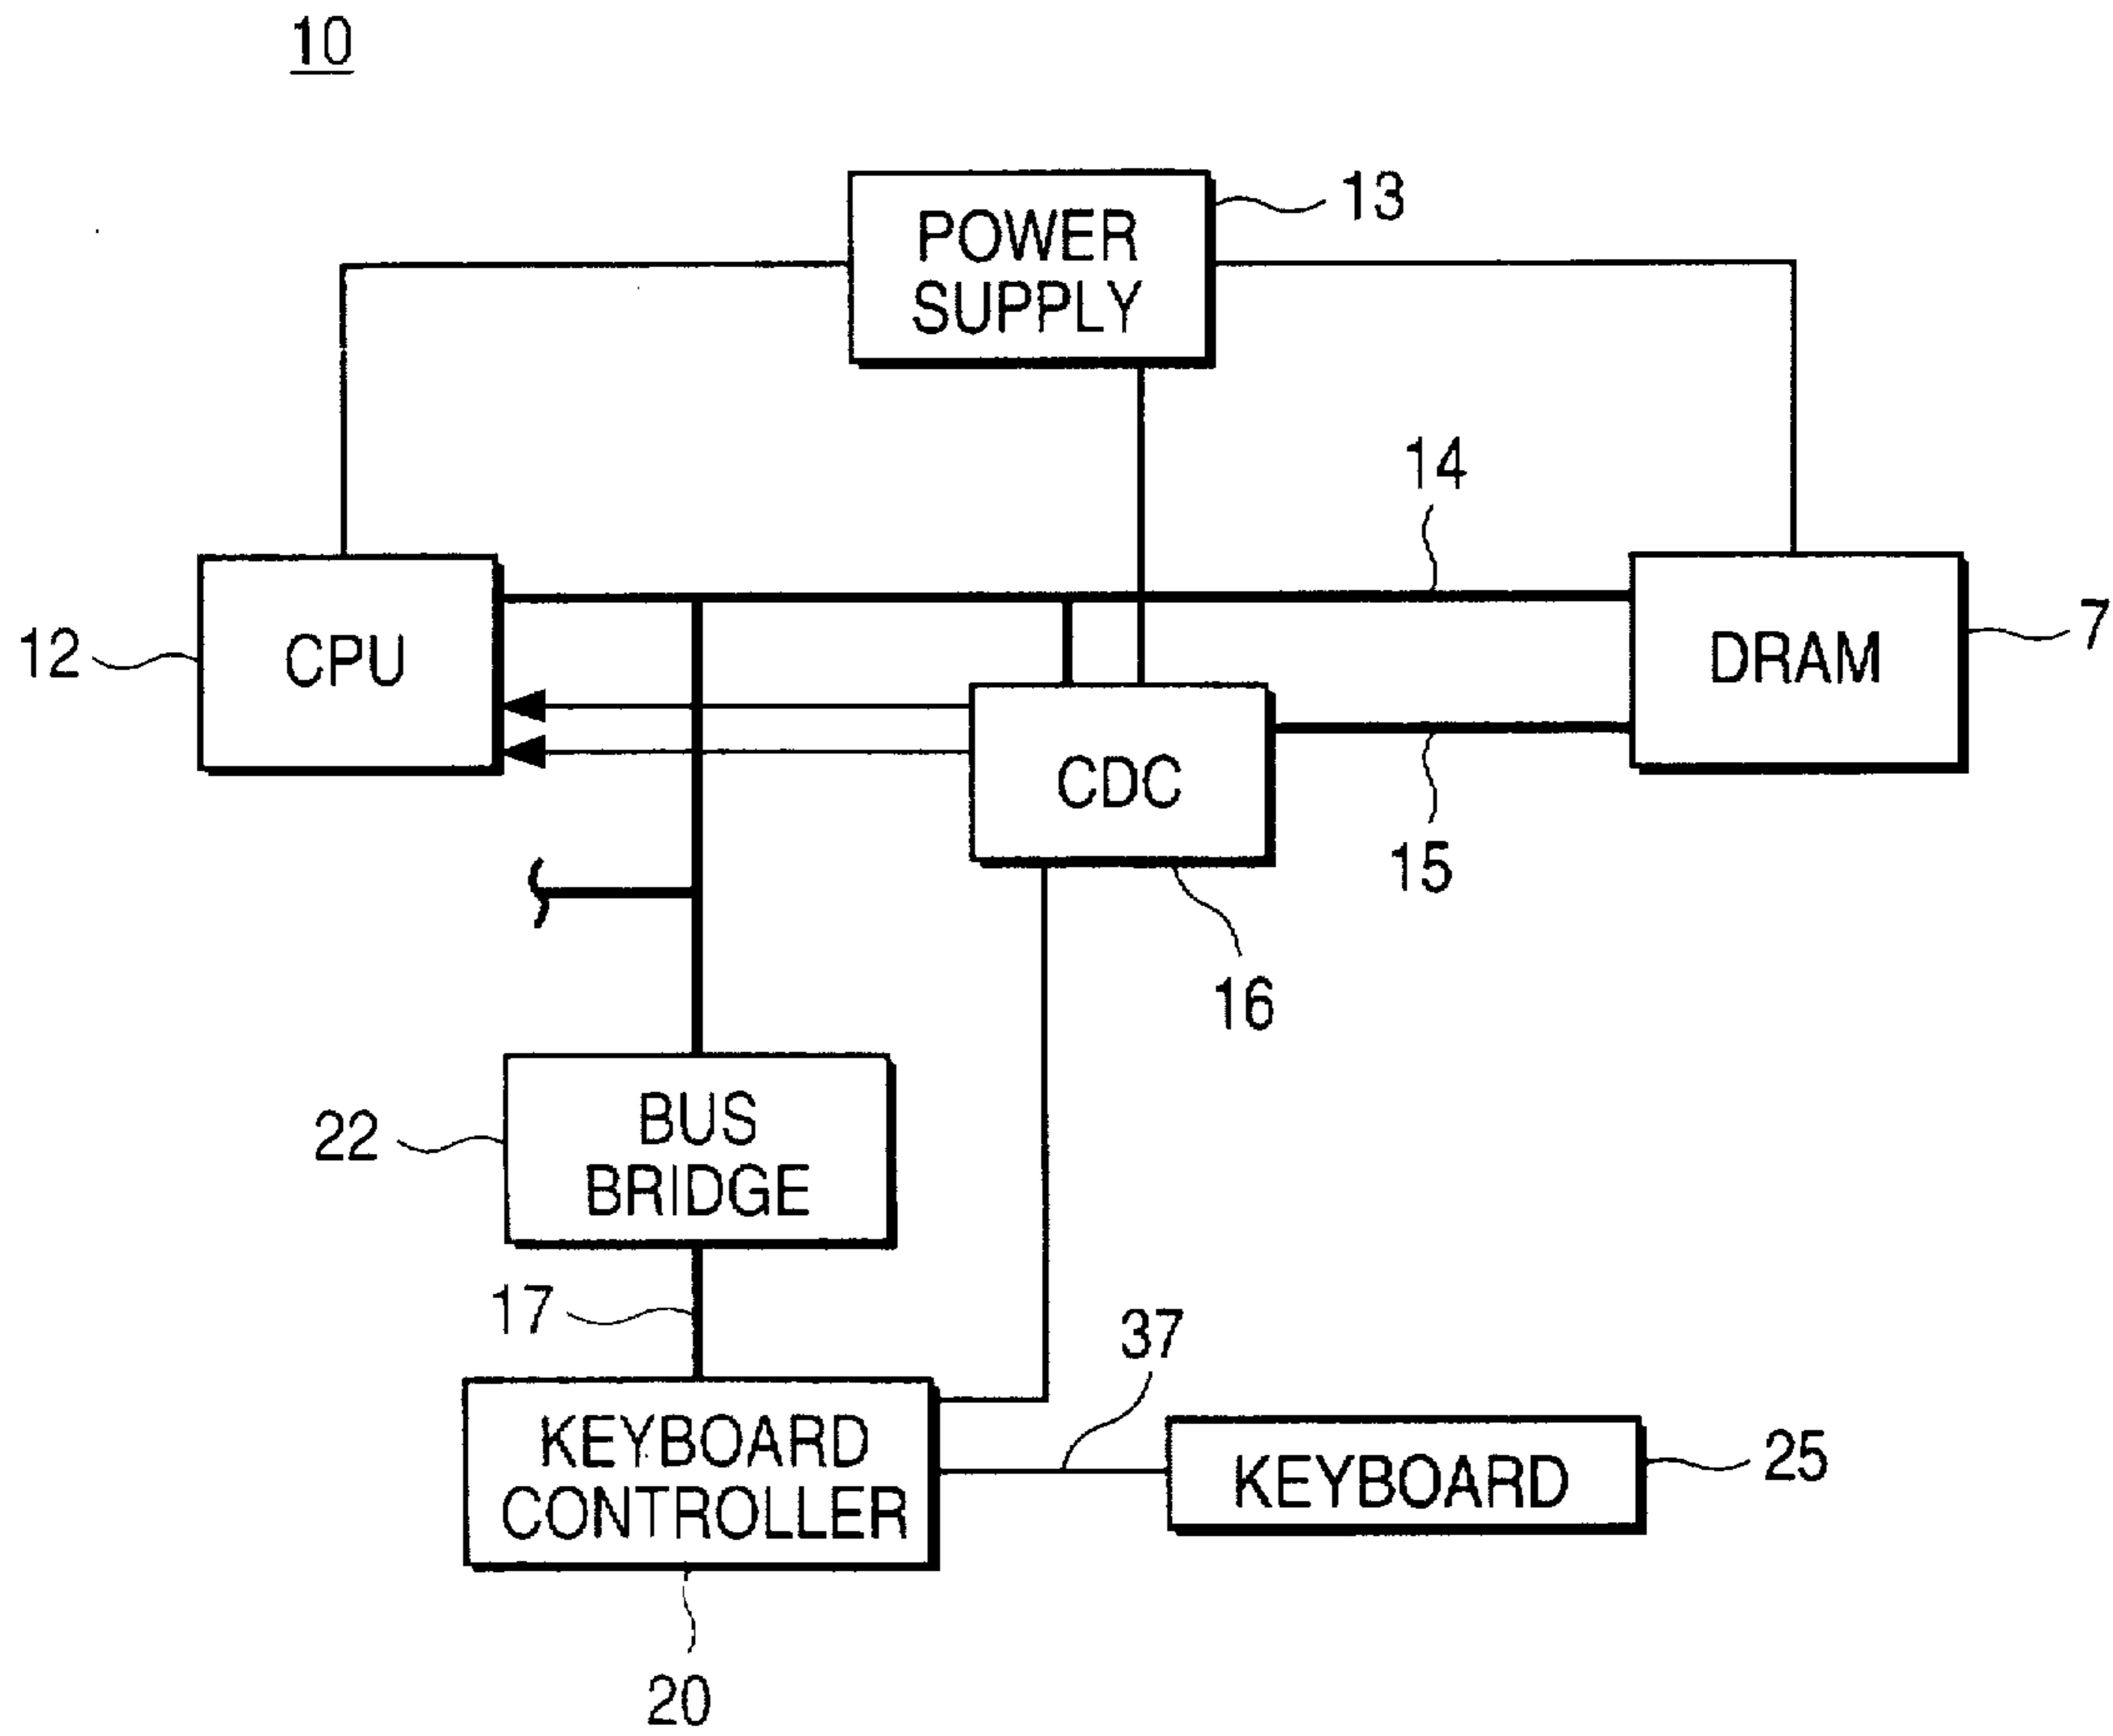 10
POWER
SUPPLY
13
14
12
CPU
DRAM
7
CDC
15
16
22
BUS
BRIDGE
17
37
KEYBOARD
CONTROLLER
KEYBOARD
25
20